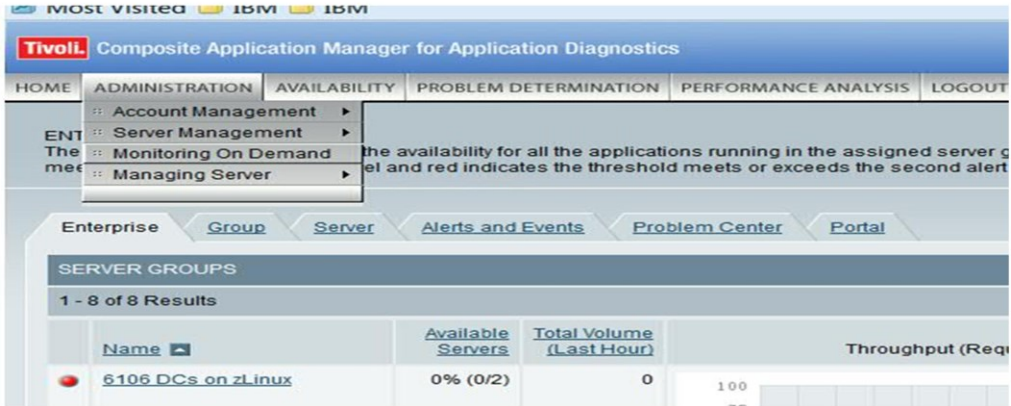 Most Visited IBM IBM
Tivoli. Composite Application Manager for Application Diagnostics
HOME ADMINISTRATION AVAILABILITY PROBLEM DETERMINATION PERFORMANCE ANALYSIS LOGOUT
Account Management
Server Management
Monitoring On Demand
Managing Server
ENT
The the availability for all the applications running in the assigned server g
mee el and red indicates the threshold meets or exceeds the second alert
Enterprise Group Server Alerts and Events Problem Center Portal
SERVER GROUPS
1 - 8 of 8 Results
Name Available Servers Total Volume (Last Hour) Throughput (Requ
6106 DCs on zLinux 0% (0/2) 0 100